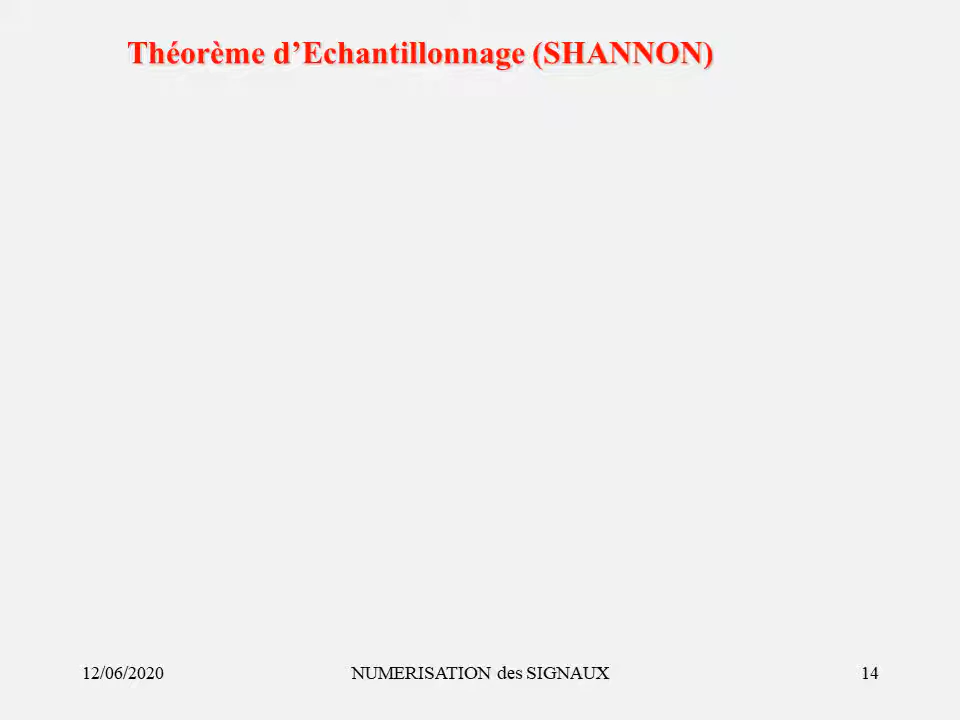 Théorème d’Echantillonnage (SHANNON)
12/06/2020
NUMERISATION des SIGNAUX
14